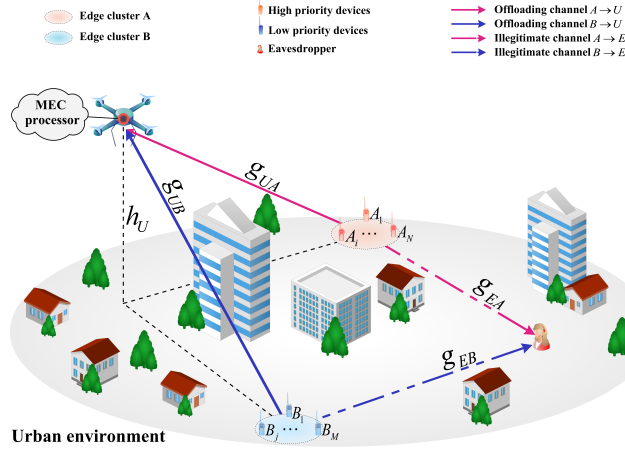 Edge cluster A
Edge cluster B
High priority devices
Low priority devices
Eavesdropper
Offloading channel A → U
Offloading channel B → U
Illegitimate channel A → E
Illegitimate channel B → E
MEC
processor
g_UA
g_UB
h_U
A_1
A_i ··· A_N
g_EA
g_EB
B_1
B_j ··· B_M
Urban environment